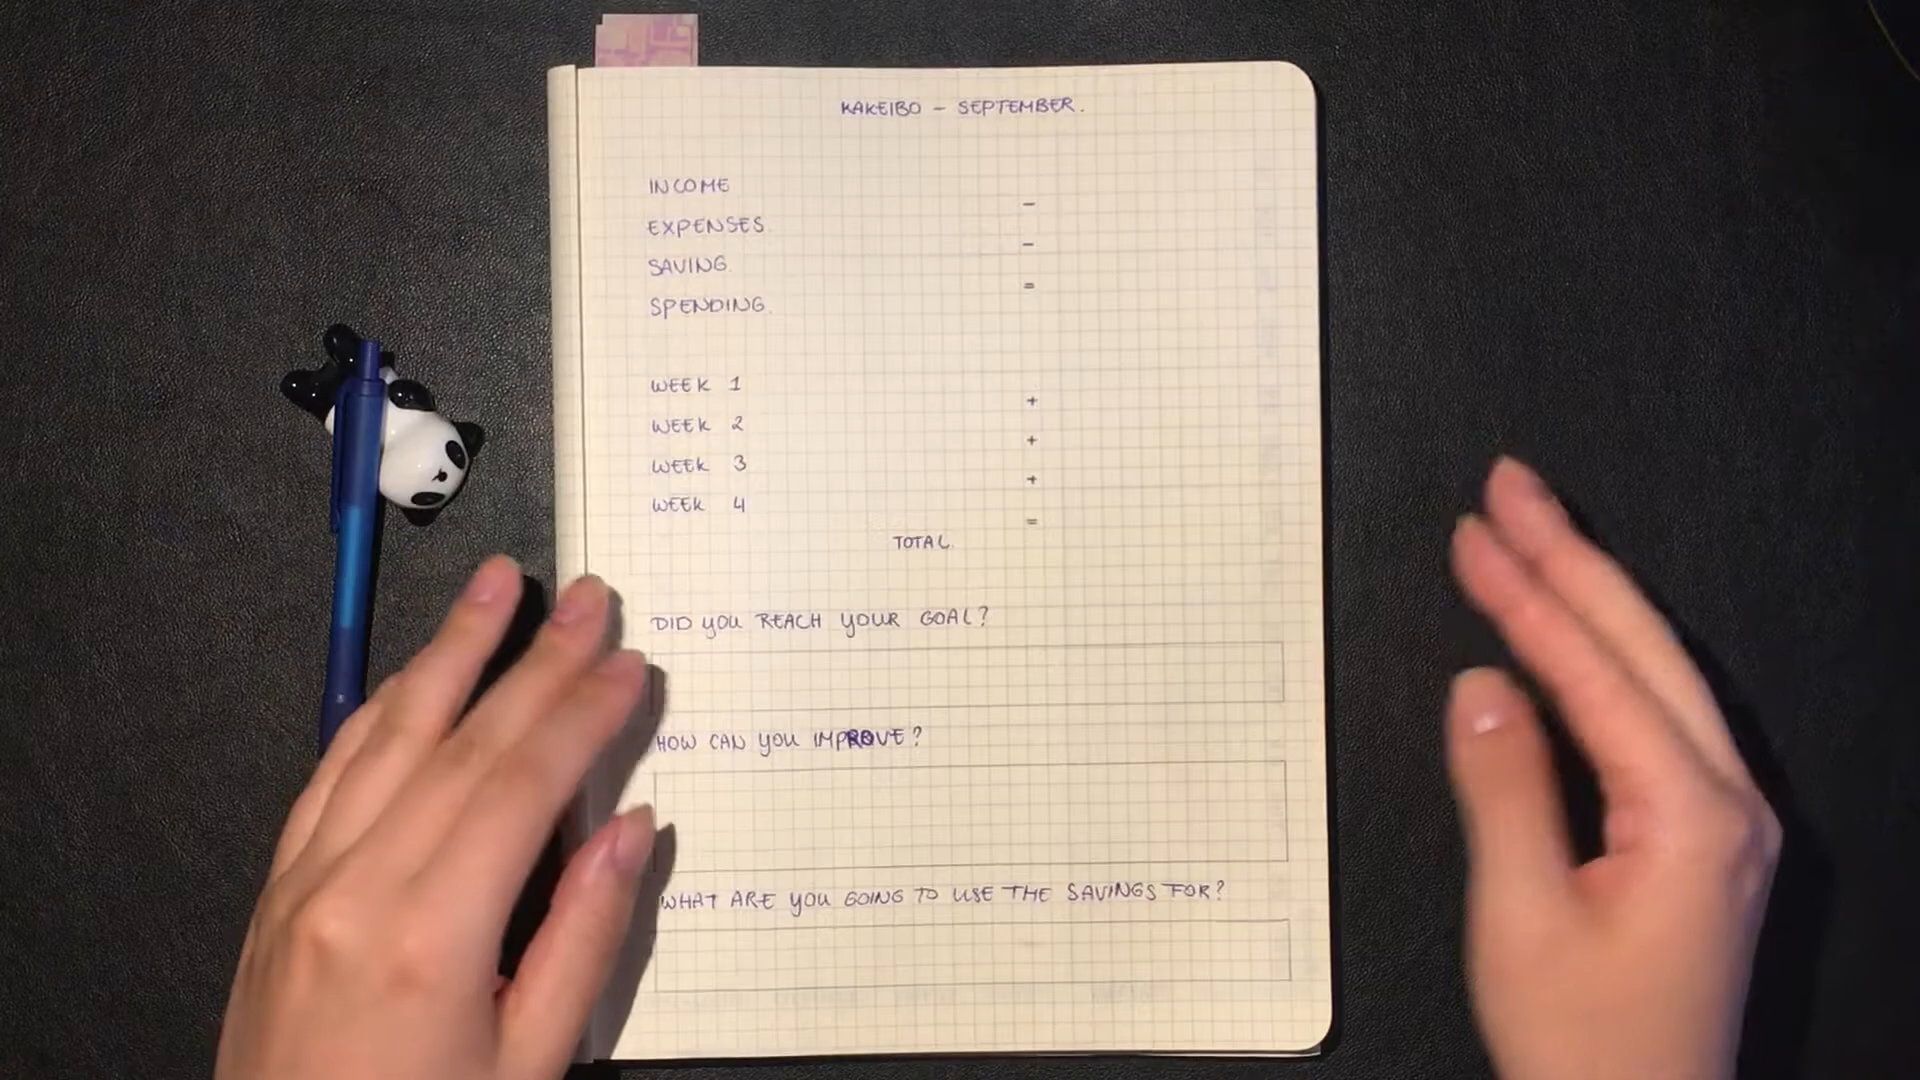 KAKEIBO - SEPTEMBER.
INCOME
-
EXPENSES.
-
SAVING.
=
SPENDING.
WEEK 1
+
WEEK 2
+
WEEK 3
+
WEEK 4
=
TOTAL.
DID YOU REACH YOUR GOAL?
HOW CAN YOU IMPROVE?
WHAT ARE YOU GOING TO USE THE SAVINGS FOR?